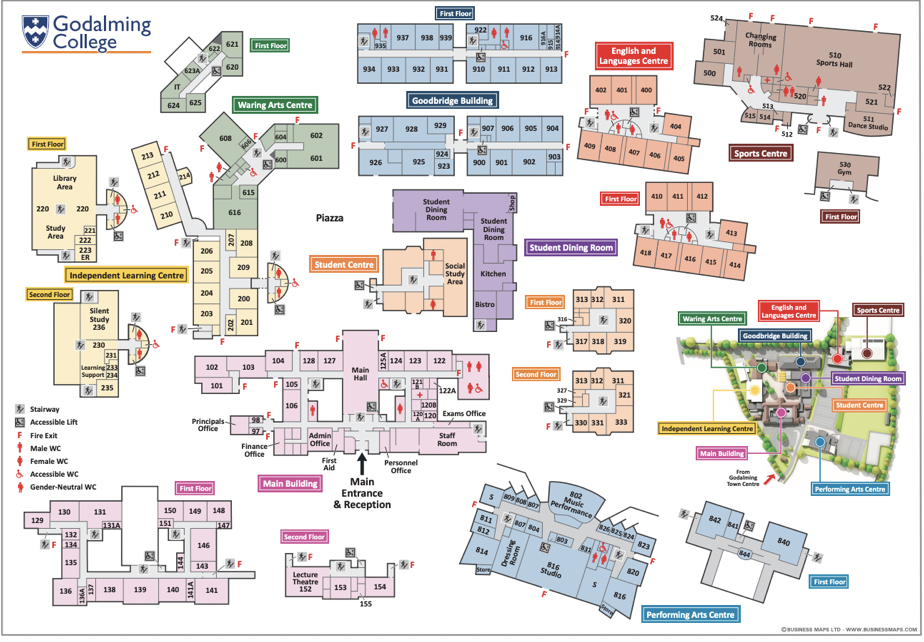 Godalming
College
First Floor
621
622
620
623A
IT
624
625
Waring Arts Centre
608
606
604
602
600
601
615
616
213
212
214
211
210
207
208
206
205
209
204
200
203
202
201
First Floor
Library
Area
220
220
Study
Area
221
222
223
ER
Independent Learning Centre
Second Floor
Silent
Study
236
230
231
Learning
233
Support
234
235
First Floor
935
937
938
939
922
916
916A
915
914
914A
934
933
932
931
910
911
912
913
Goodbridge Building
927
928
929
907
906
905
904
926
925
924
923
900
901
902
903
English and
Languages Centre
402
401
400
404
409
408
407
406
405
First Floor
410
411
412
413
418
417
416
415
414
524
Changing
Rooms
501
500
510
Sports Hall
520
522
521
513
515
514
512
511
Dance Studio
Sports Centre
530
Gym
First Floor
Piazza
Student
Dining
Room
Shop
Student
Dining
Room
Kitchen
Bistro
Student Dining Room
Student Centre
Social
Study
Area
First Floor
313
312
311
316
320
317
318
319
Second Floor
313
312
311
327
326
321
330
331
333
Waring Arts Centre
English and
Languages Centre
Sports Centre
Goodbridge Building
Student Dining Room
Student Centre
Independent Learning Centre
Main Building
From
Godalming
Town Centre
Performing Arts Centre
102
103
104
128
127
Main
Hall
125A
124
123
122
101
105
106
121
122A
120B
120A
120
Exams Office
Principals
Office
98
97
Finance
Office
Admin
Office
First
Aid
Personnel
Office
Staff
Room
Main Building
Main
Entrance
& Reception
Stairway
Accessible Lift
F Fire Exit
Male WC
Female WC
Accessible WC
Gender-Neutral WC
First Floor
129
130
131
131A
150
149
148
151
147
132
134
135
146
144
143
136
136A
137
138
139
140
141A
141
Second Floor
Lecture
Theatre
152
153
154
155
S
809
808
807
802
Music
Performance
811
812
807
804
803
826
825
824
823
814
Dressing
Room
931
820
Store
816
Studio
S
816
Store
Performing Arts Centre
842
841
840
844
First Floor
©BUSINESS MAPS LTD - WWW.BUSINESSMAPS.COM